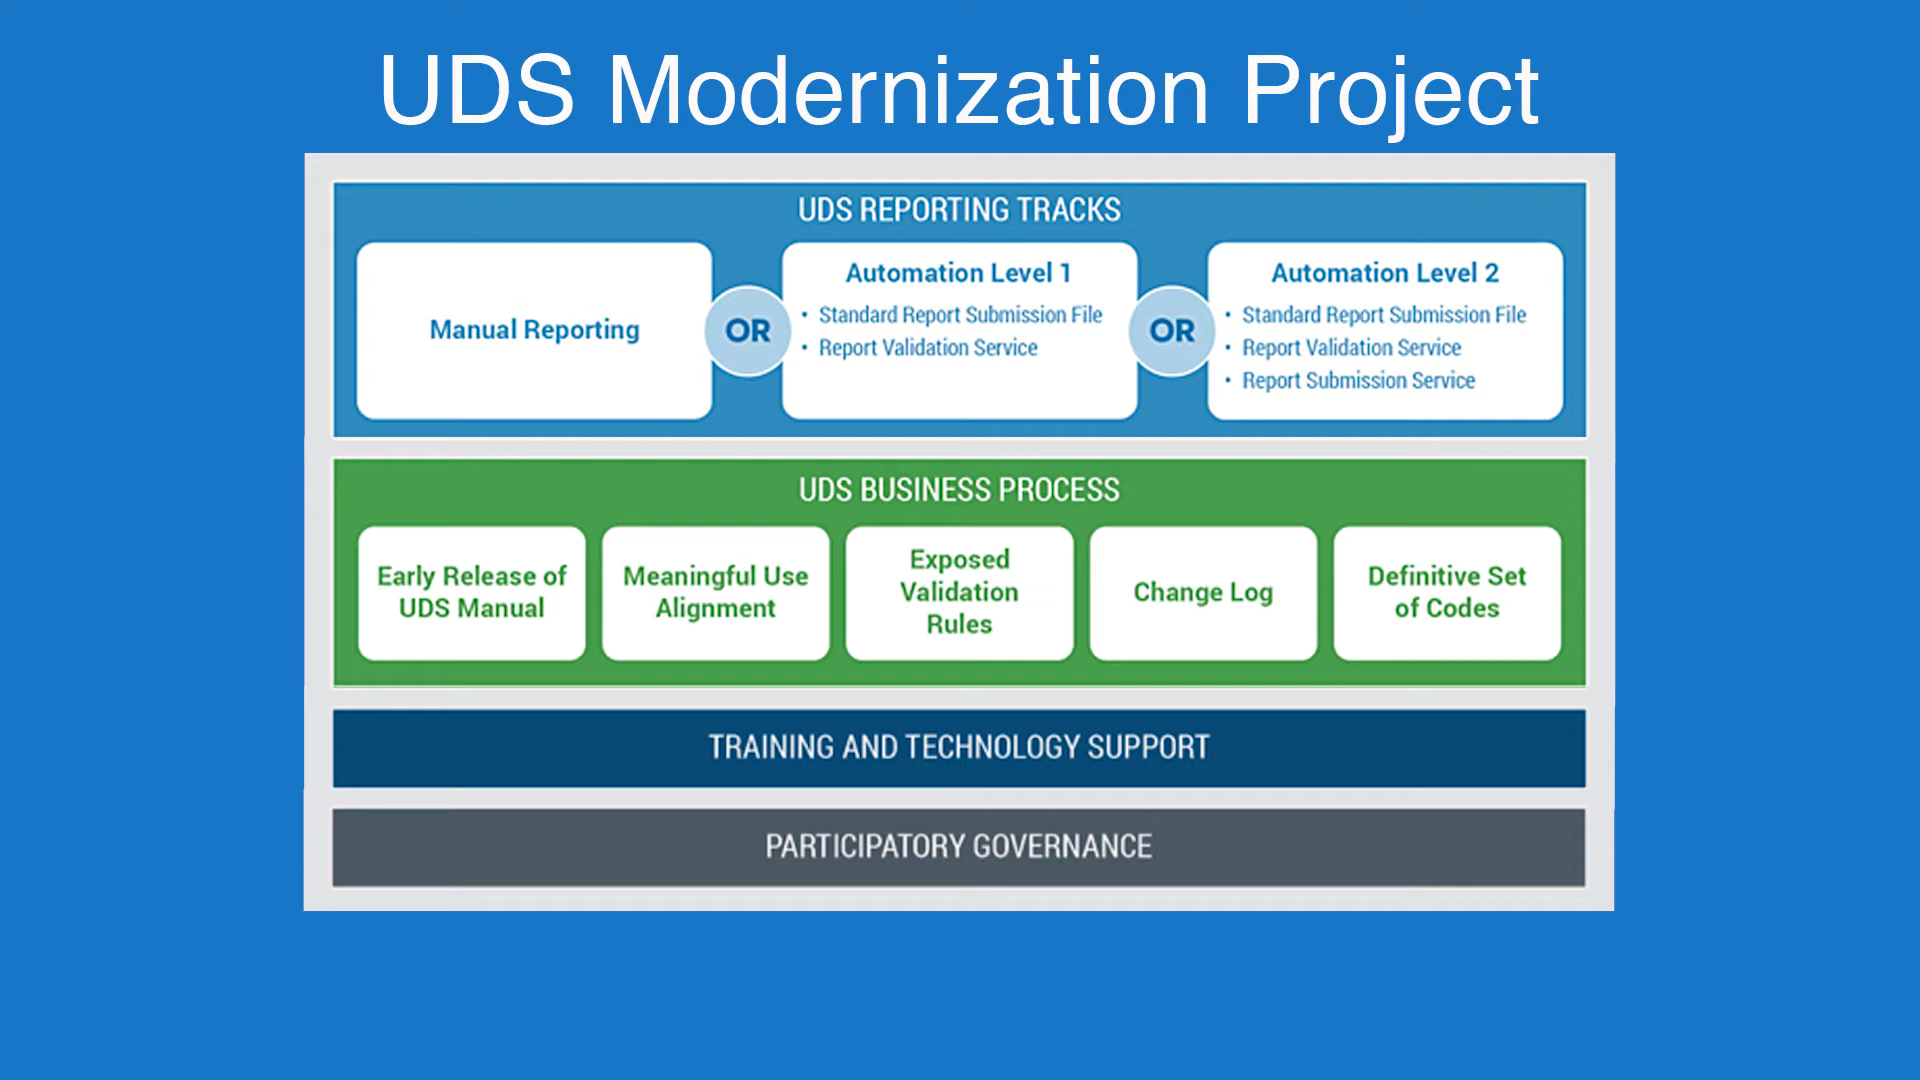 UDS Modernization Project
UDS REPORTING TRACKS
Manual Reporting
OR
Automation Level 1
• Standard Report Submission File
• Report Validation Service
OR
Automation Level 2
• Standard Report Submission File
• Report Validation Service
• Report Submission Service
UDS BUSINESS PROCESS
Early Release of
UDS Manual
Meaningful Use
Alignment
Exposed
Validation
Rules
Change Log
Definitive Set
of Codes
TRAINING AND TECHNOLOGY SUPPORT
PARTICIPATORY GOVERNANCE